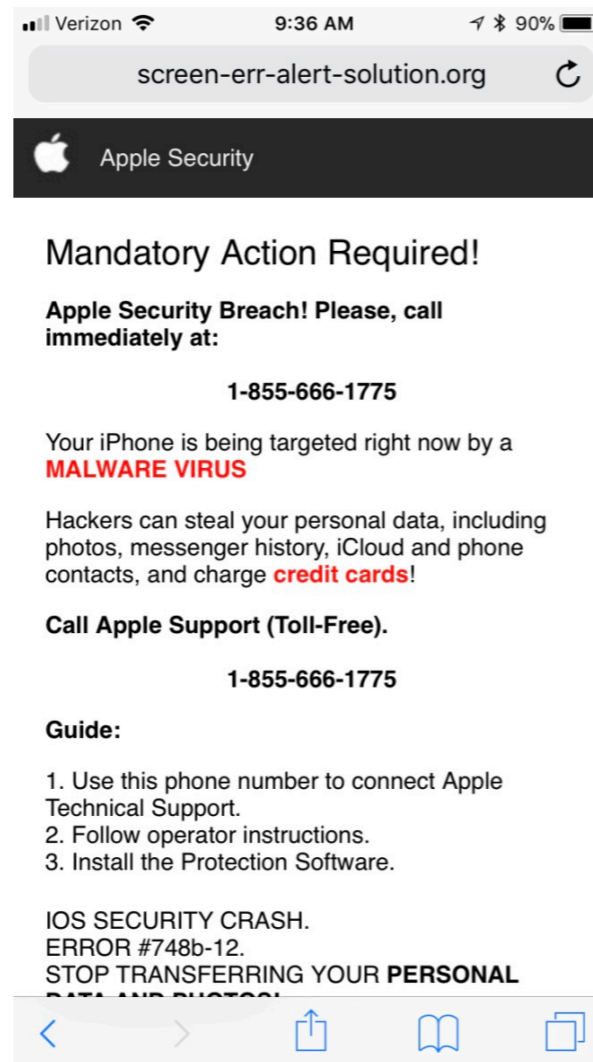 Verizon 9:36 AM 90%
screen-err-alert-solution.org
Apple Security
Mandatory Action Required!
Apple Security Breach! Please, call
immediately at:
1-855-666-1775
Your iPhone is being targeted right now by a
MALWARE VIRUS
Hackers can steal your personal data, including
photos, messenger history, iCloud and phone
contacts, and charge credit cards!
Call Apple Support (Toll-Free).
1-855-666-1775
Guide:
1. Use this phone number to connect Apple
Technical Support.
2. Follow operator instructions.
3. Install the Protection Software.
IOS SECURITY CRASH.
ERROR #748b-12.
STOP TRANSFERRING YOUR PERSONAL
DATA AND PHOTOS!